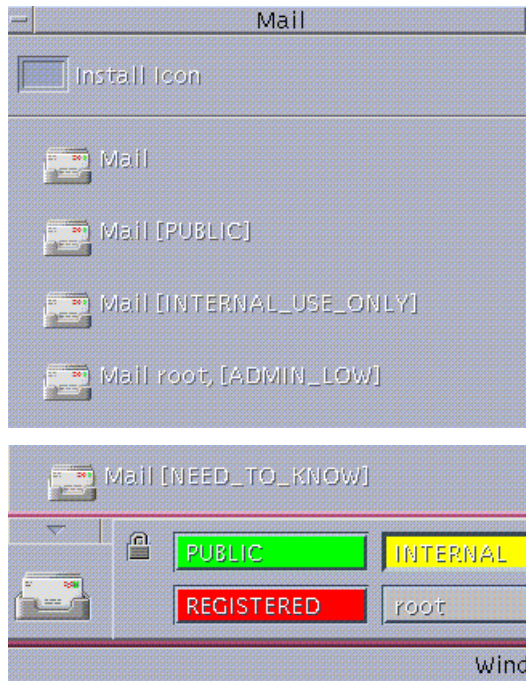 Mail
Install Icon
Mail
Mail [PUBLIC]
Mail [INTERNAL_USE_ONLY]
Mail root, [ADMIN_LOW]
Mail [NEED_TO_KNOW]
PUBLIC INTERNAL
REGISTERED root
Wind